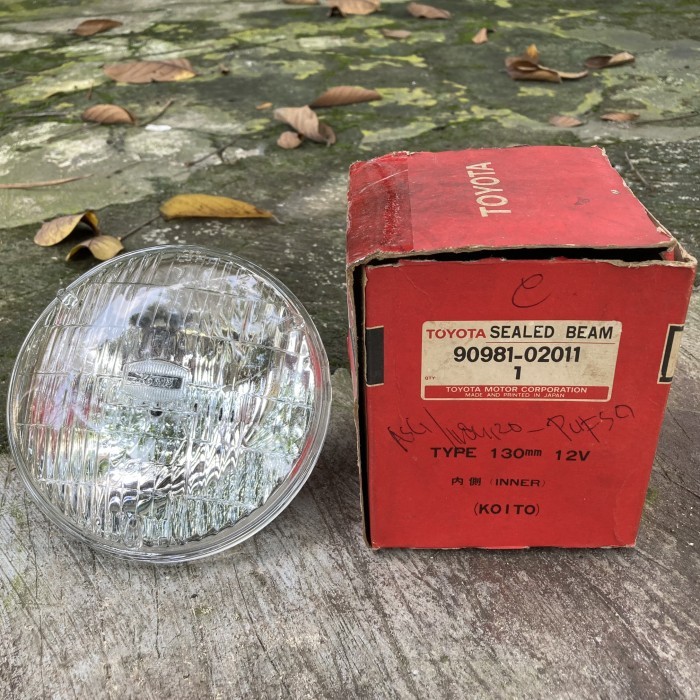 TOYOTA
C
TOYOTA SEALED BEAM
90981-02011
QTY 1
TOYOTA MOTOR CORPORATION
MADE AND PRINTED IN JAPAN
TYPE 130mm 12V
内側 (INNER)
(KOITO)